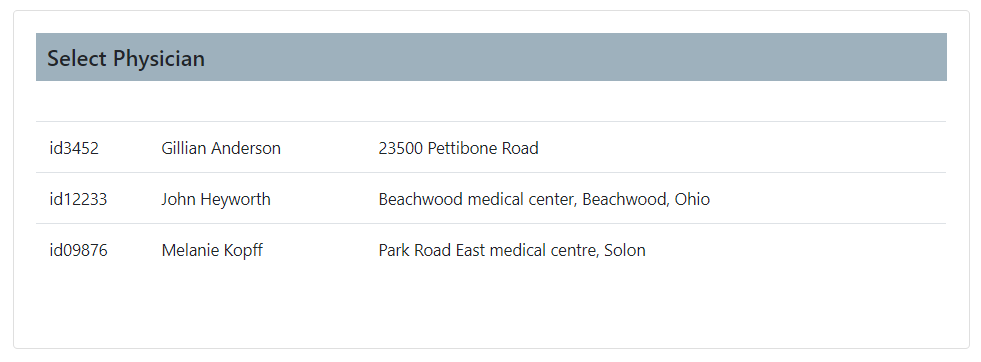 Select Physician
id3452 Gillian Anderson 23500 Pettibone Road
id12233 John Heyworth Beachwood medical center, Beachwood, Ohio
id09876 Melanie Kopff Park Road East medical centre, Solon